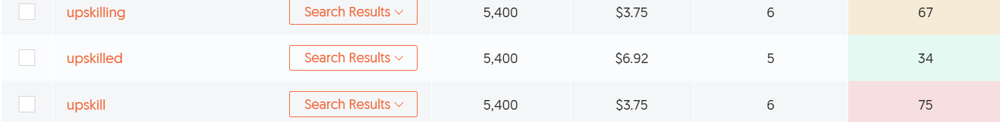 upskilling Search Results 5,400 $3.75 6 67
upskilled Search Results 5,400 $6.92 5 34
upskill Search Results 5,400 $3.75 6 75